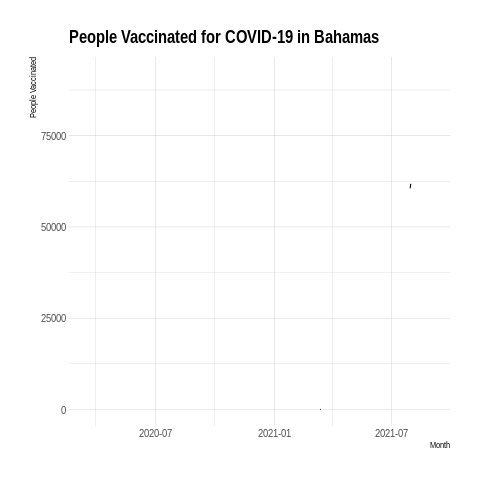 People Vaccinated for COVID-19 in Bahamas
People Vaccinated
75000
50000
25000
0
2020-07
2021-01
2021-07
Month